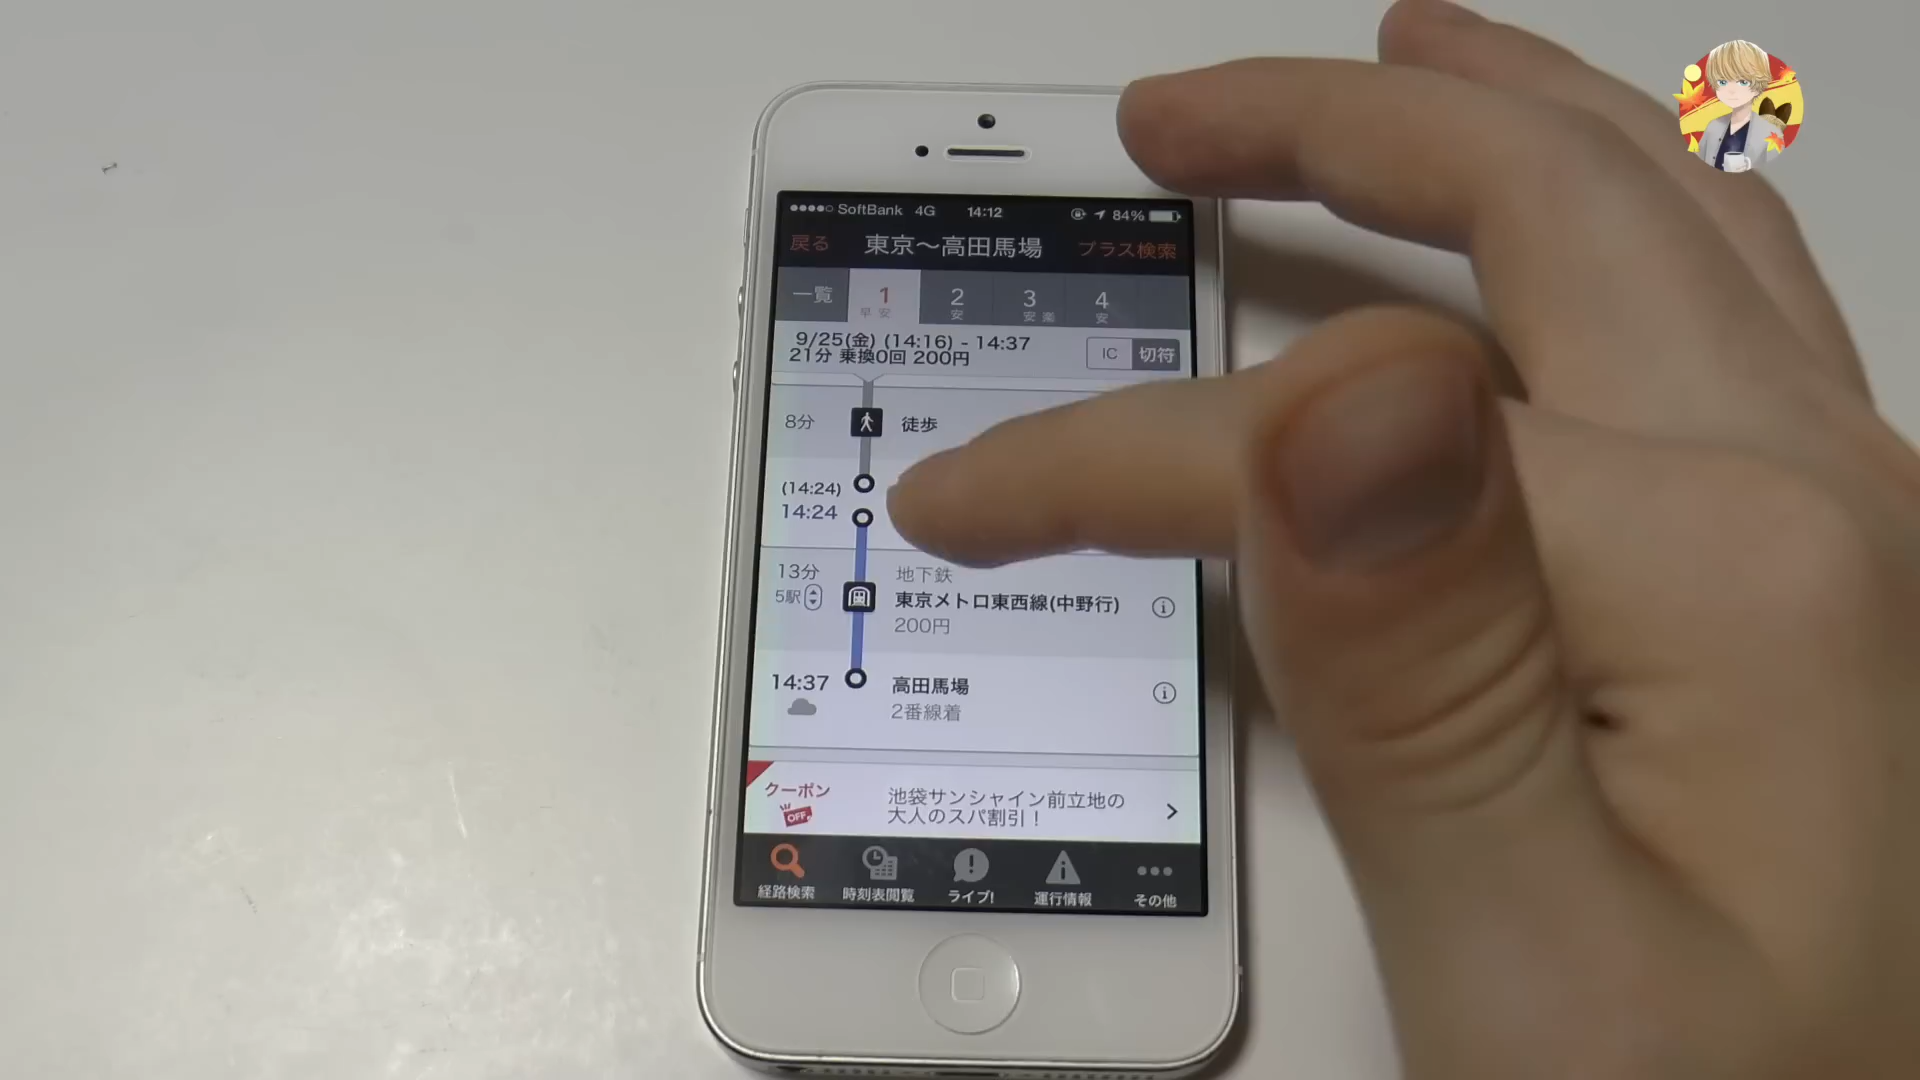 SoftBank 4G 14:12 84%
戻る 東京〜高田馬場 プラス検索
一覧 1 2 3 4
早 安 安 安 楽 安
9/25(金) (14:16) - 14:37
21分 乗換0回 200円
IC 切符
8分 徒歩
(14:24)
14:24
13分 地下鉄
5駅 東京メトロ東西線(中野行)
200円
14:37 高田馬場
2番線着
クーポン
OFF
池袋サンシャイン前立地の
大人のスパ割引！
経路検索 時刻表閲覧 ライブ! 運行情報 その他